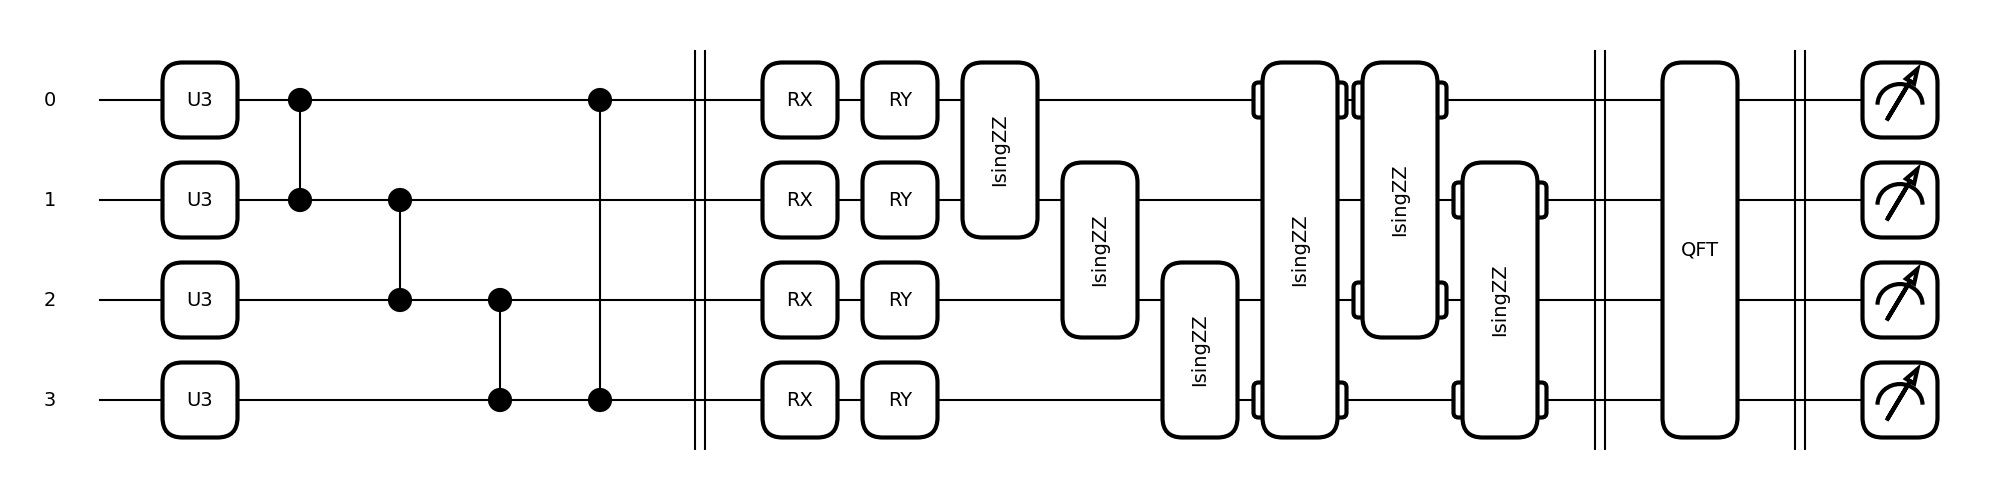 0 U3 RX RY IsingZZ IsingZZ
1 U3 RX RY IsingZZ IsingZZ IsingZZ
QFT
2 U3 RX RY IsingZZ
3 U3 RX RY